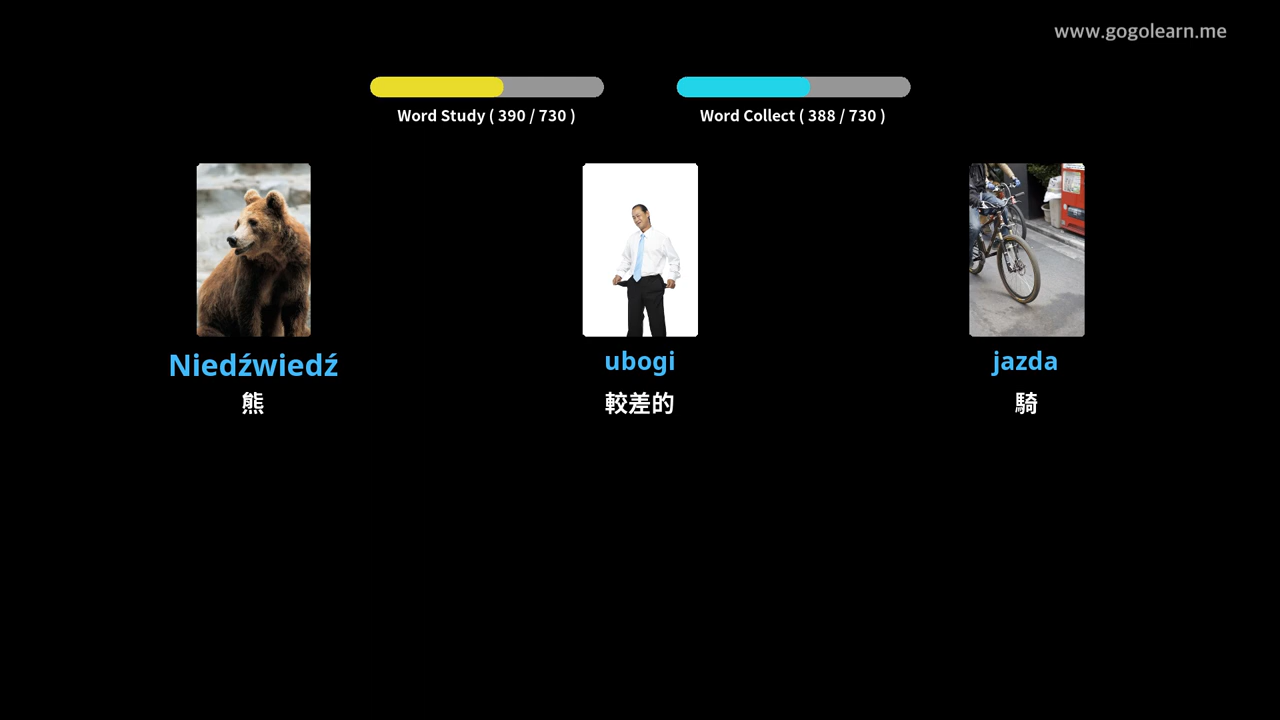 www.gogolearn.me
Word Study ( 390 / 730 )
Word Collect ( 388 / 730 )
Niedźwiedź
ubogi
jazda
熊
較差的
騎